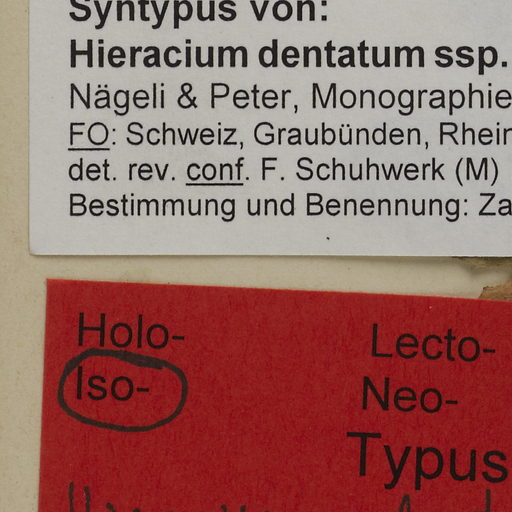 Syntypus von:
Hieracium dentatum ssp.
Nägeli & Peter, Monographie
FO: Schweiz, Graubünden, Rhein
det. rev. conf. F. Schuhwerk (M)
Bestimmung und Benennung: Za
Holo- Lecto-
Iso- Neo-
Typus